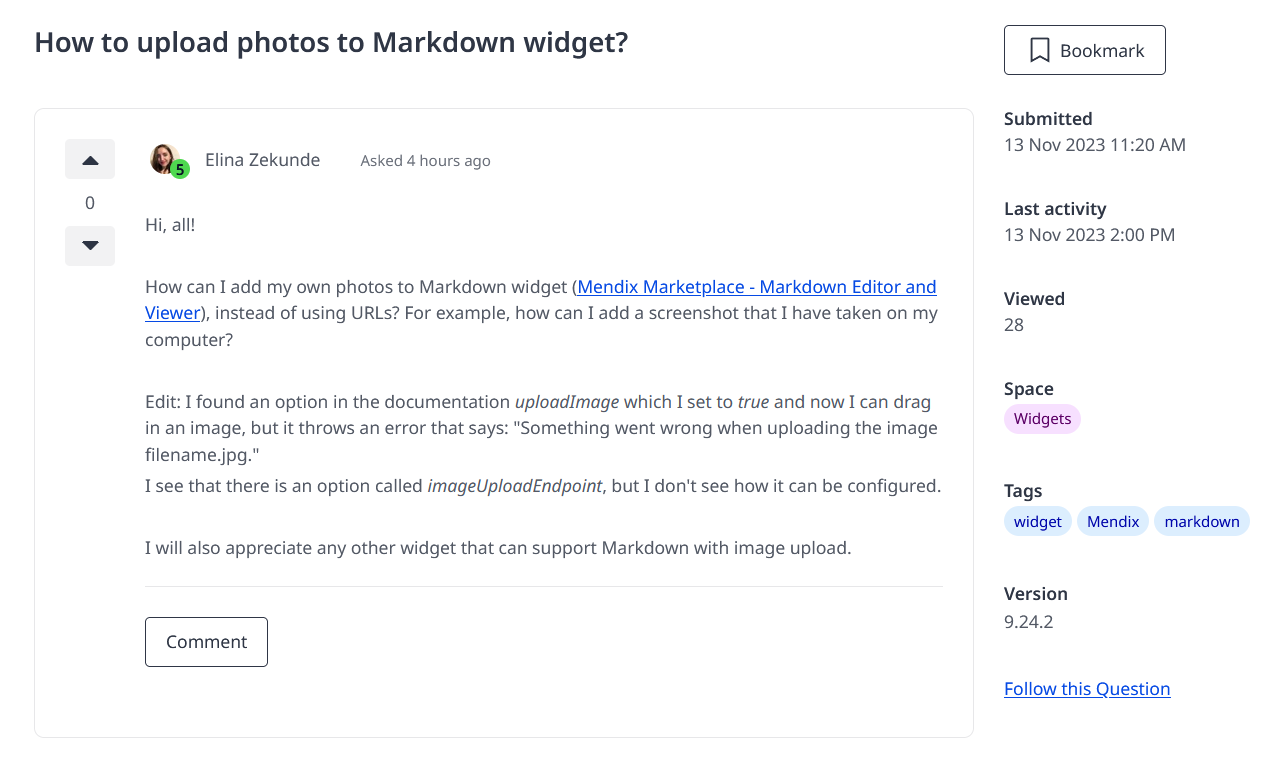 How to upload photos to Markdown widget?
Bookmark
5
Elina Zekunde
Asked 4 hours ago
0
Hi, all!
How can I add my own photos to Markdown widget (Mendix Marketplace - Markdown Editor and
Viewer), instead of using URLs? For example, how can I add a screenshot that I have taken on my
computer?
Edit: I found an option in the documentation uploadImage which I set to true and now I can drag
in an image, but it throws an error that says: "Something went wrong when uploading the image
filename.jpg."
I see that there is an option called imageUploadEndpoint, but I don't see how it can be configured.
I will also appreciate any other widget that can support Markdown with image upload.
Comment
Submitted
13 Nov 2023 11:20 AM
Last activity
13 Nov 2023 2:00 PM
Viewed
28
Space
Widgets
Tags
widget Mendix markdown
Version
9.24.2
Follow this Question